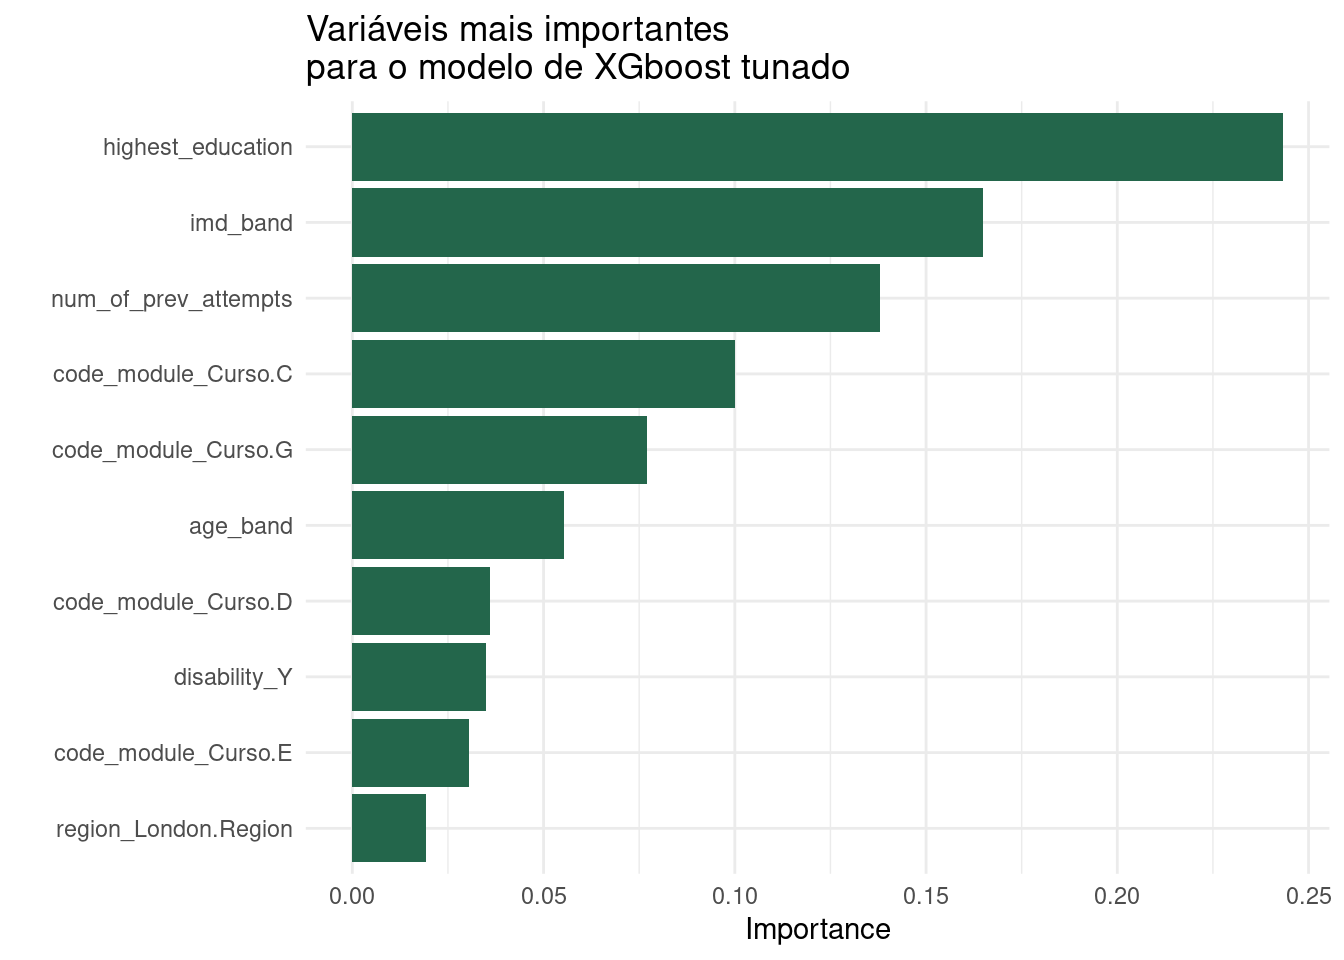 Variáveis mais importantes
para o modelo de XGboost tunado
highest_education
imd_band
num_of_prev_attempts
code_module_Curso.C
code_module_Curso.G
age_band
code_module_Curso.D
disability_Y
code_module_Curso.E
region_London.Region
0.00 0.05 0.10 0.15 0.20 0.25
Importance